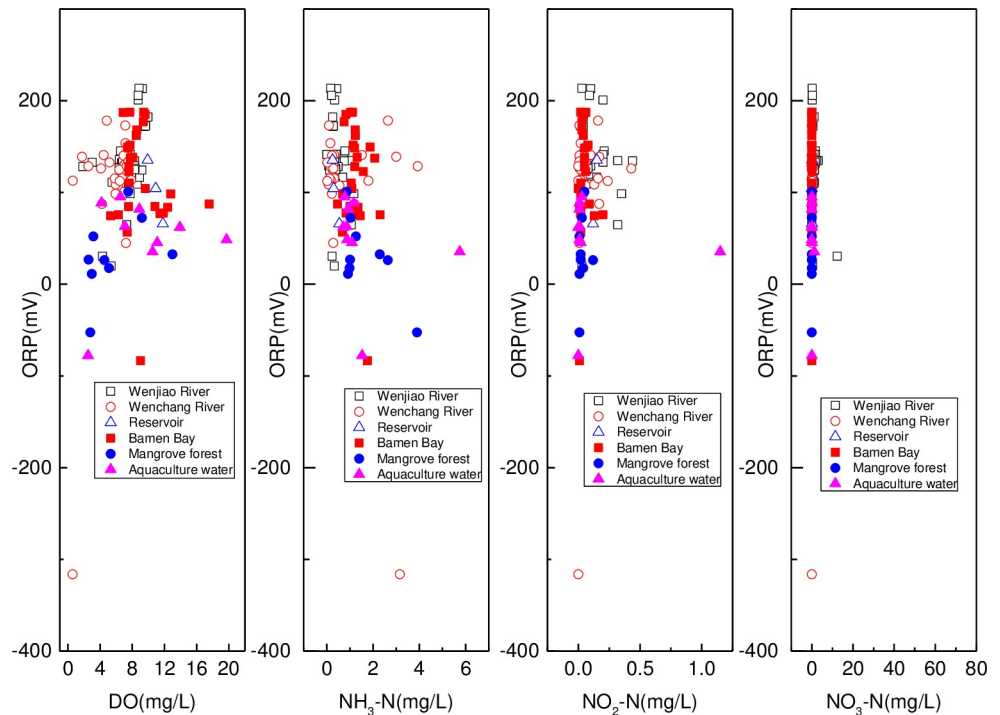 200
0
-200
-400
ORP(mV)
0 4 8 12 16 20
DO(mg/L)
Wenjiao River
Wenchang River
Reservoir
Bamen Bay
Mangrove forest
Aquaculture water
200
0
-200
-400
ORP(mV)
0 2 4 6
NH3-N(mg/L)
Wenjiao River
Wenchang River
Reservoir
Bamen Bay
Mangrove forest
Aquaculture water
200
0
-200
-400
ORP(mV)
0.0 0.5 1.0
NO2-N(mg/L)
Wenjiao River
Wenchang River
Reservoir
Bamen Bay
Mangrove forest
Aquaculture water
200
0
-200
-400
ORP(mV)
0 20 40 60 80
NO3-N(mg/L)
Wenjiao River
Wenchang River
Reservoir
Bamen Bay
Mangrove forest
Aquaculture water